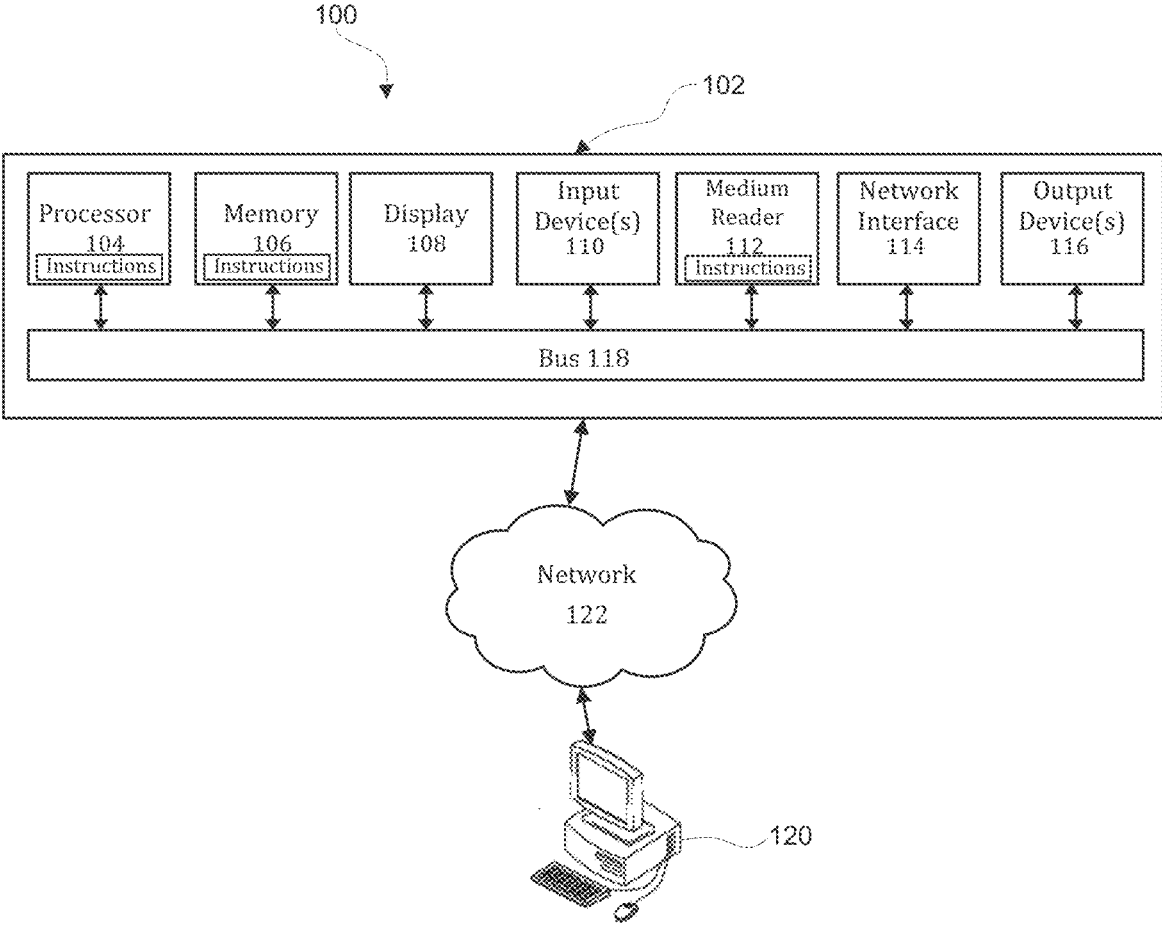 100
102
Processor
104
Instructions
Memory
106
Instructions
Display
108
Input
Device(s)
110
Medium
Reader
112
Instructions
Network
Interface
114
Output
Device(s)
116
Bus 118
Network
122
120